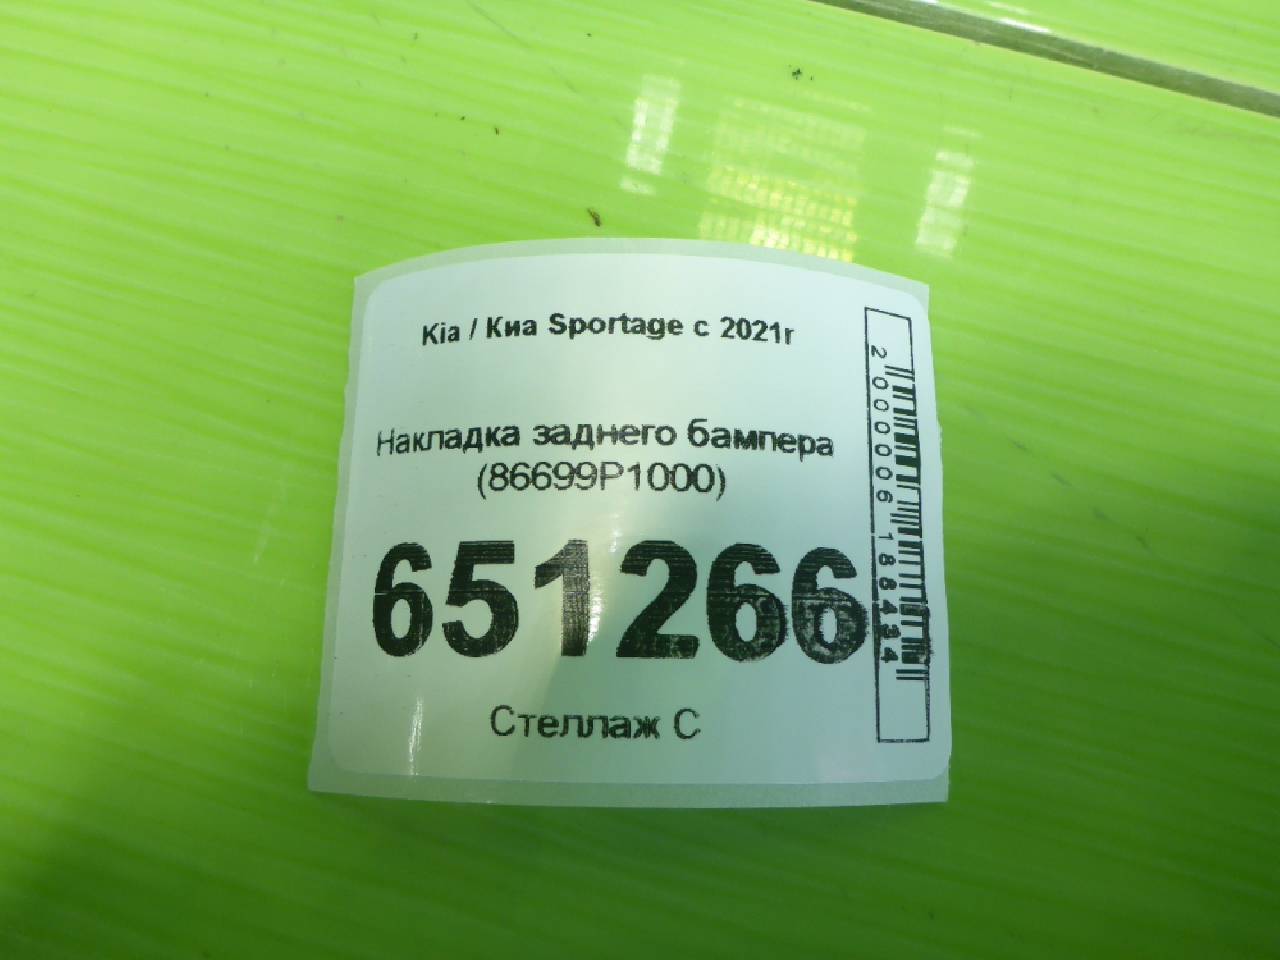 Kia / Киа Sportage с 2021г
Накладка заднего бампера
(86699P1000)
651266
Стеллаж С
2000006188434